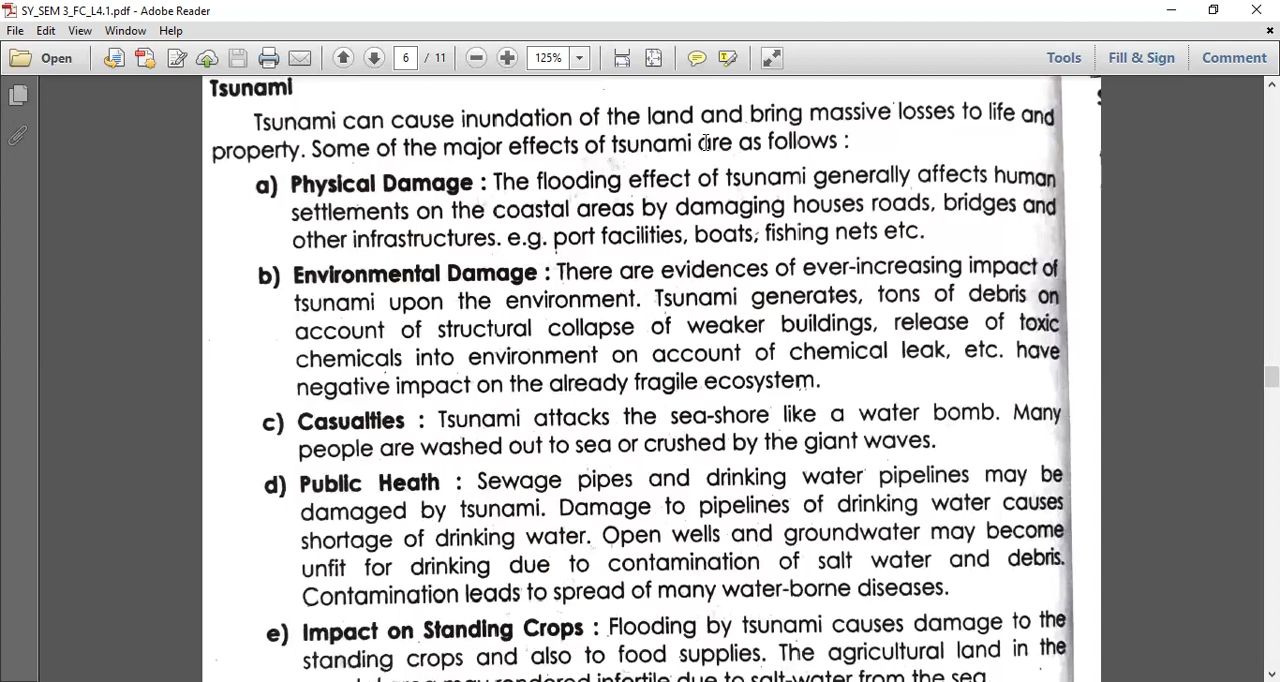 SY_SEM 3_FC_L4.1.pdf - Adobe Reader
File Edit View Window Help
Open 6 / 11 125% Tools Fill & Sign Comment
Tsunami
Tsunami can cause inundation of the land and bring massive losses to life and
property. Some of the major effects of tsunami are as follows :
a) Physical Damage : The flooding effect of tsunami generally affects human
settlements on the coastal areas by damaging houses roads, bridges and
other infrastructures. e.g. port facilities, boats, fishing nets etc.
b) Environmental Damage : There are evidences of ever-increasing impact of
tsunami upon the environment. Tsunami generates, tons of debris on
account of structural collapse of weaker buildings, release of toxic
chemicals into environment on account of chemical leak, etc. have
negative impact on the already fragile ecosystem.
c) Casualties : Tsunami attacks the sea-shore like a water bomb. Many
people are washed out to sea or crushed by the giant waves.
d) Public Heath : Sewage pipes and drinking water pipelines may be
damaged by tsunami. Damage to pipelines of drinking water causes
shortage of drinking water. Open wells and groundwater may become
unfit for drinking due to contamination of salt water and debris.
Contamination leads to spread of many water-borne diseases.
e) Impact on Standing Crops : Flooding by tsunami causes damage to the
standing crops and also to food supplies. The agricultural land in the
area may rendered infertile due to salt-water from the sea.